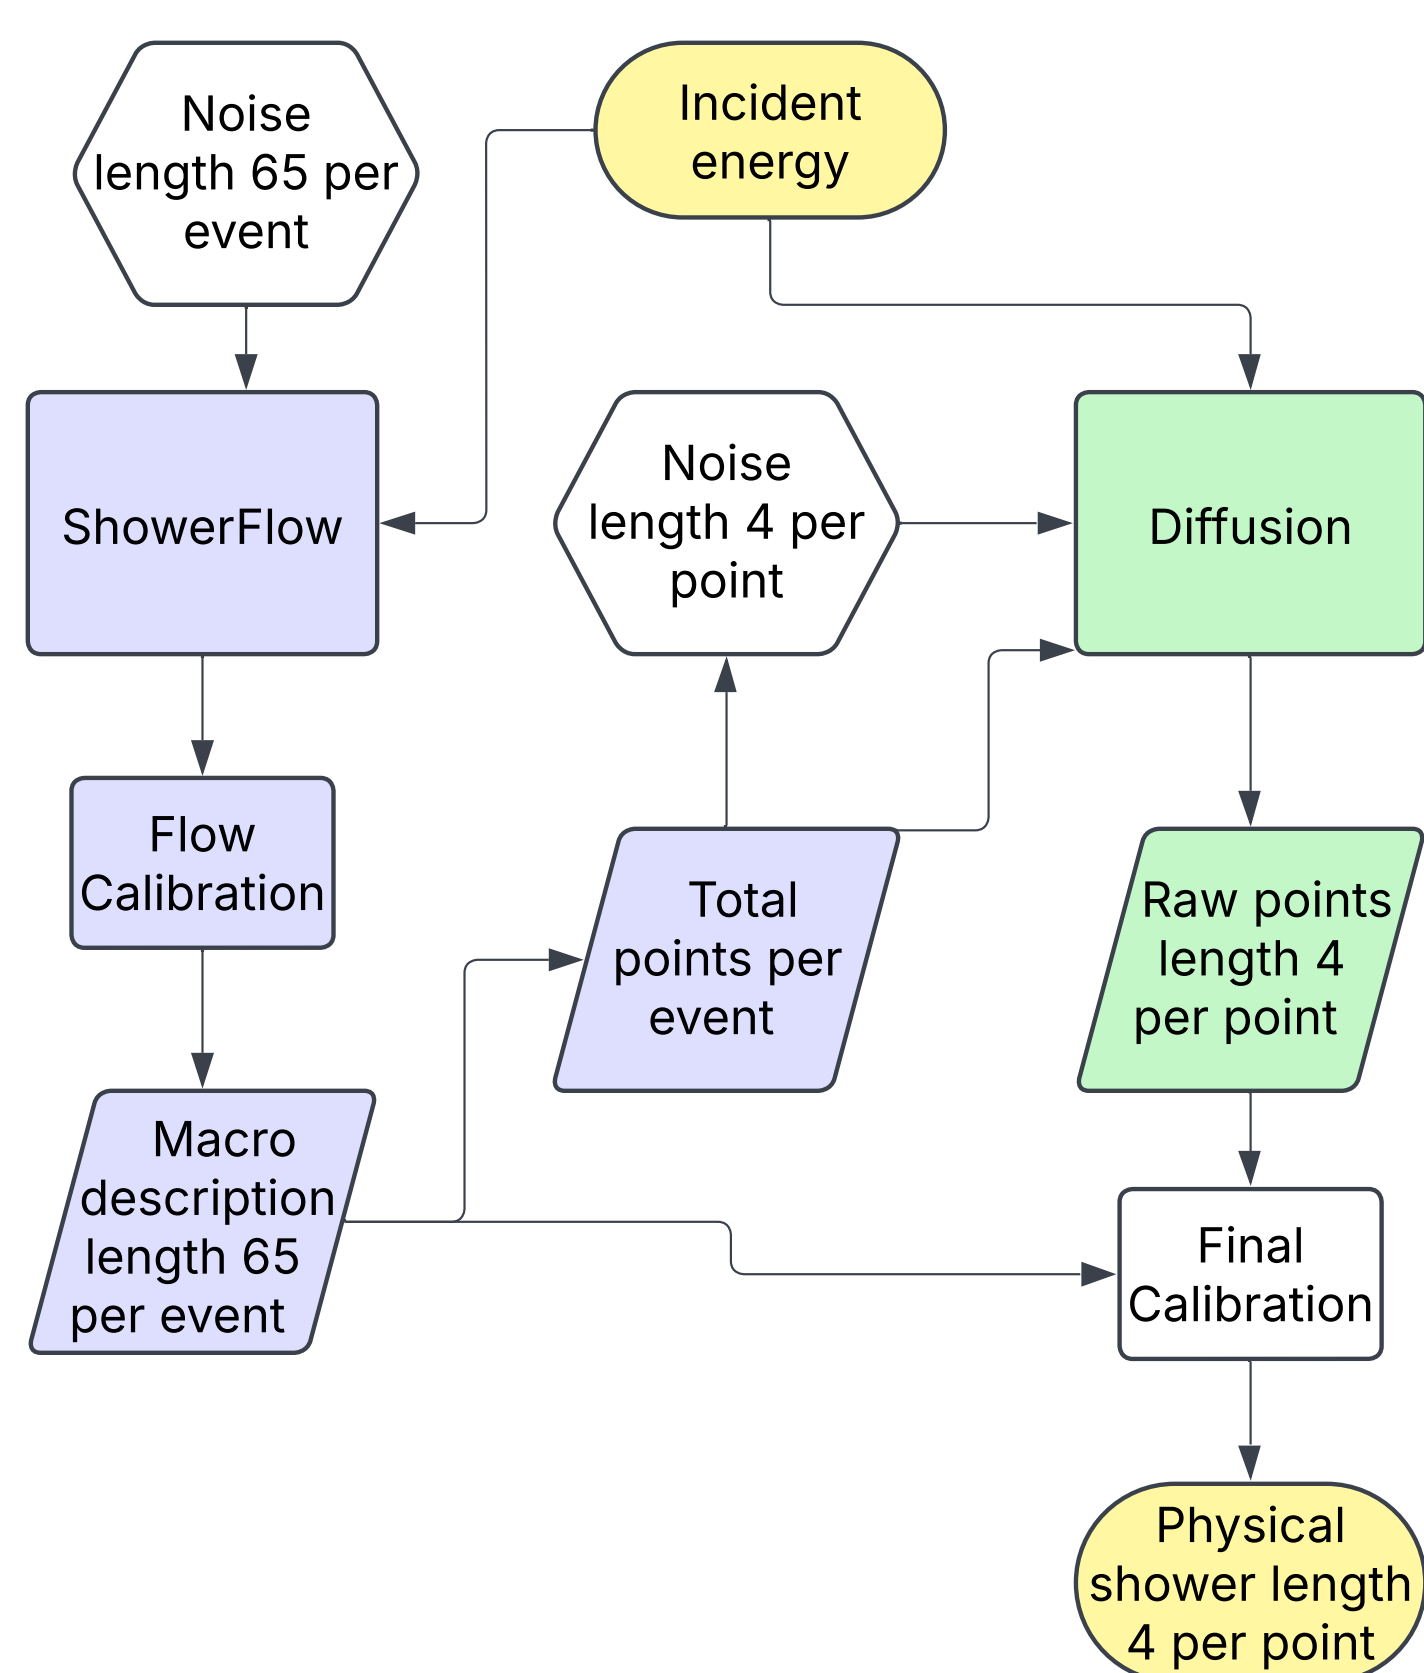 Noise
length 65 per
event
Incident
energy
ShowerFlow
Noise
length 4 per
point
Diffusion
Flow
Calibration
Total
points per
event
Raw points
length 4
per point
Macro
description
length 65
per event
Final
Calibration
Physical
shower length
4 per point